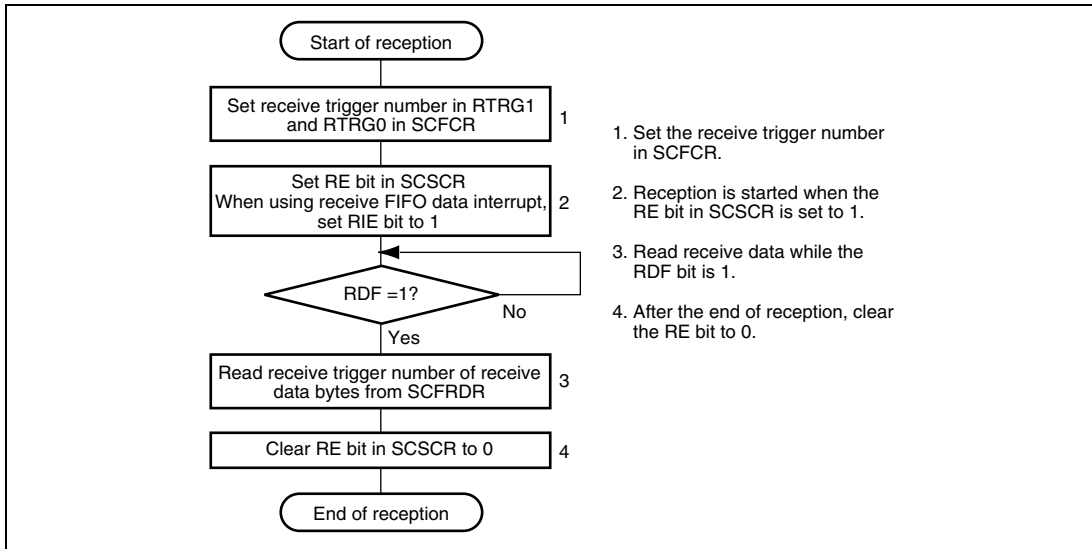 Start of reception
Set receive trigger number in RTRG1
and RTRG0 in SCFCR
1
Set RE bit in SCSCR
When using receive FIFO data interrupt,
set RIE bit to 1
2
RDF =1?
No
Yes
Read receive trigger number of receive
data bytes from SCFRDR
3
Clear RE bit in SCSCR to 0
4
End of reception
1. Set the receive trigger number
in SCFCR.
2. Reception is started when the
RE bit in SCSCR is set to 1.
3. Read receive data while the
RDF bit is 1.
4. After the end of reception, clear
the RE bit to 0.